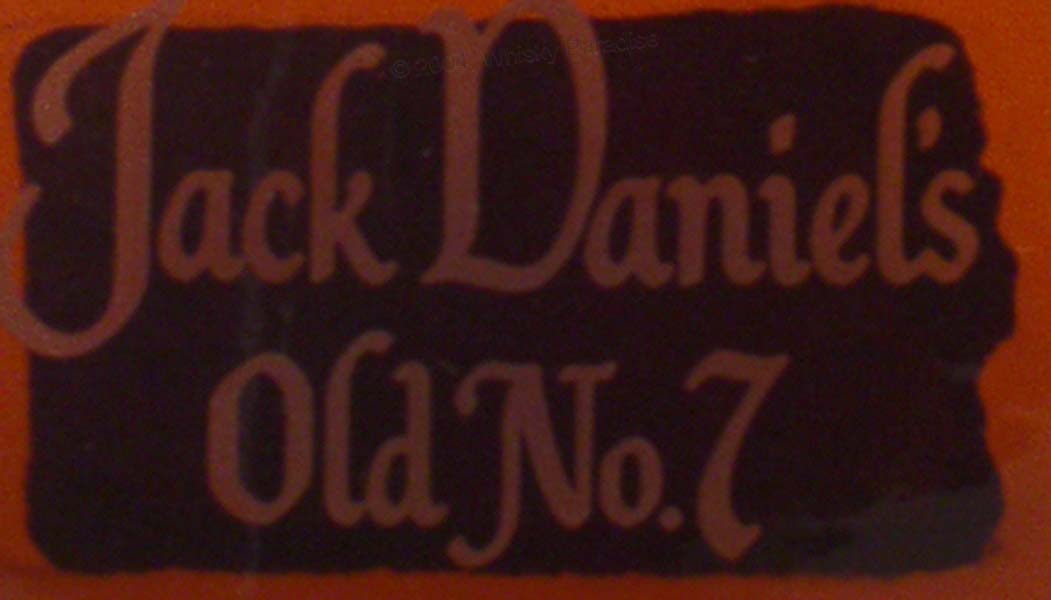 Jack Daniel's
Old No.7